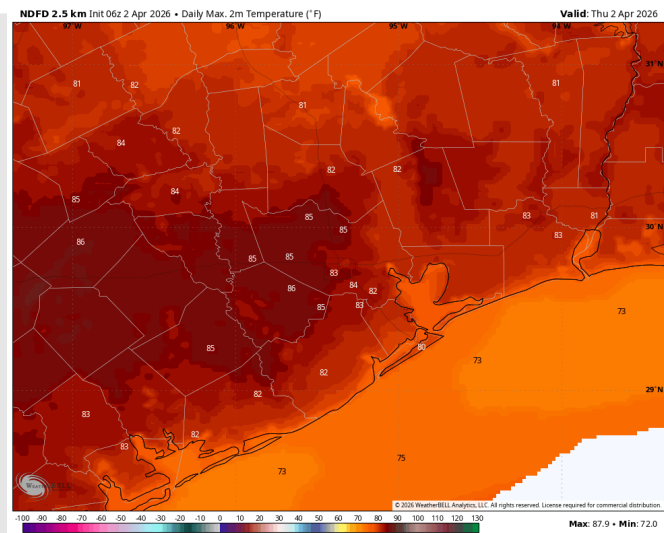 NDFD 2.5 km Init 06z 2 Apr 2026 • Daily Max. 2m Temperature (°F)
Valid: Thu 2 Apr 2026
97°W 96°W 95°W 94°W
31°N
81 82 81
81
82
84
82 82
84
85
85 83 81
30°N
85 83
86
85 85
83
86 84 82
85 83
73
85 80
73
82
29°N
82
83
82
83
75
73
WEATHERBELL
© 2026 WeatherBELL Analytics, LLC. All rights reserved. License required for commercial distribution.
-100 -90 -80 -70 -60 -50 -40 -30 -20 -10 0 10 20 30 40 50 60 70 80 90 100 110 120 130
Max: 87.9 • Min: 72.0